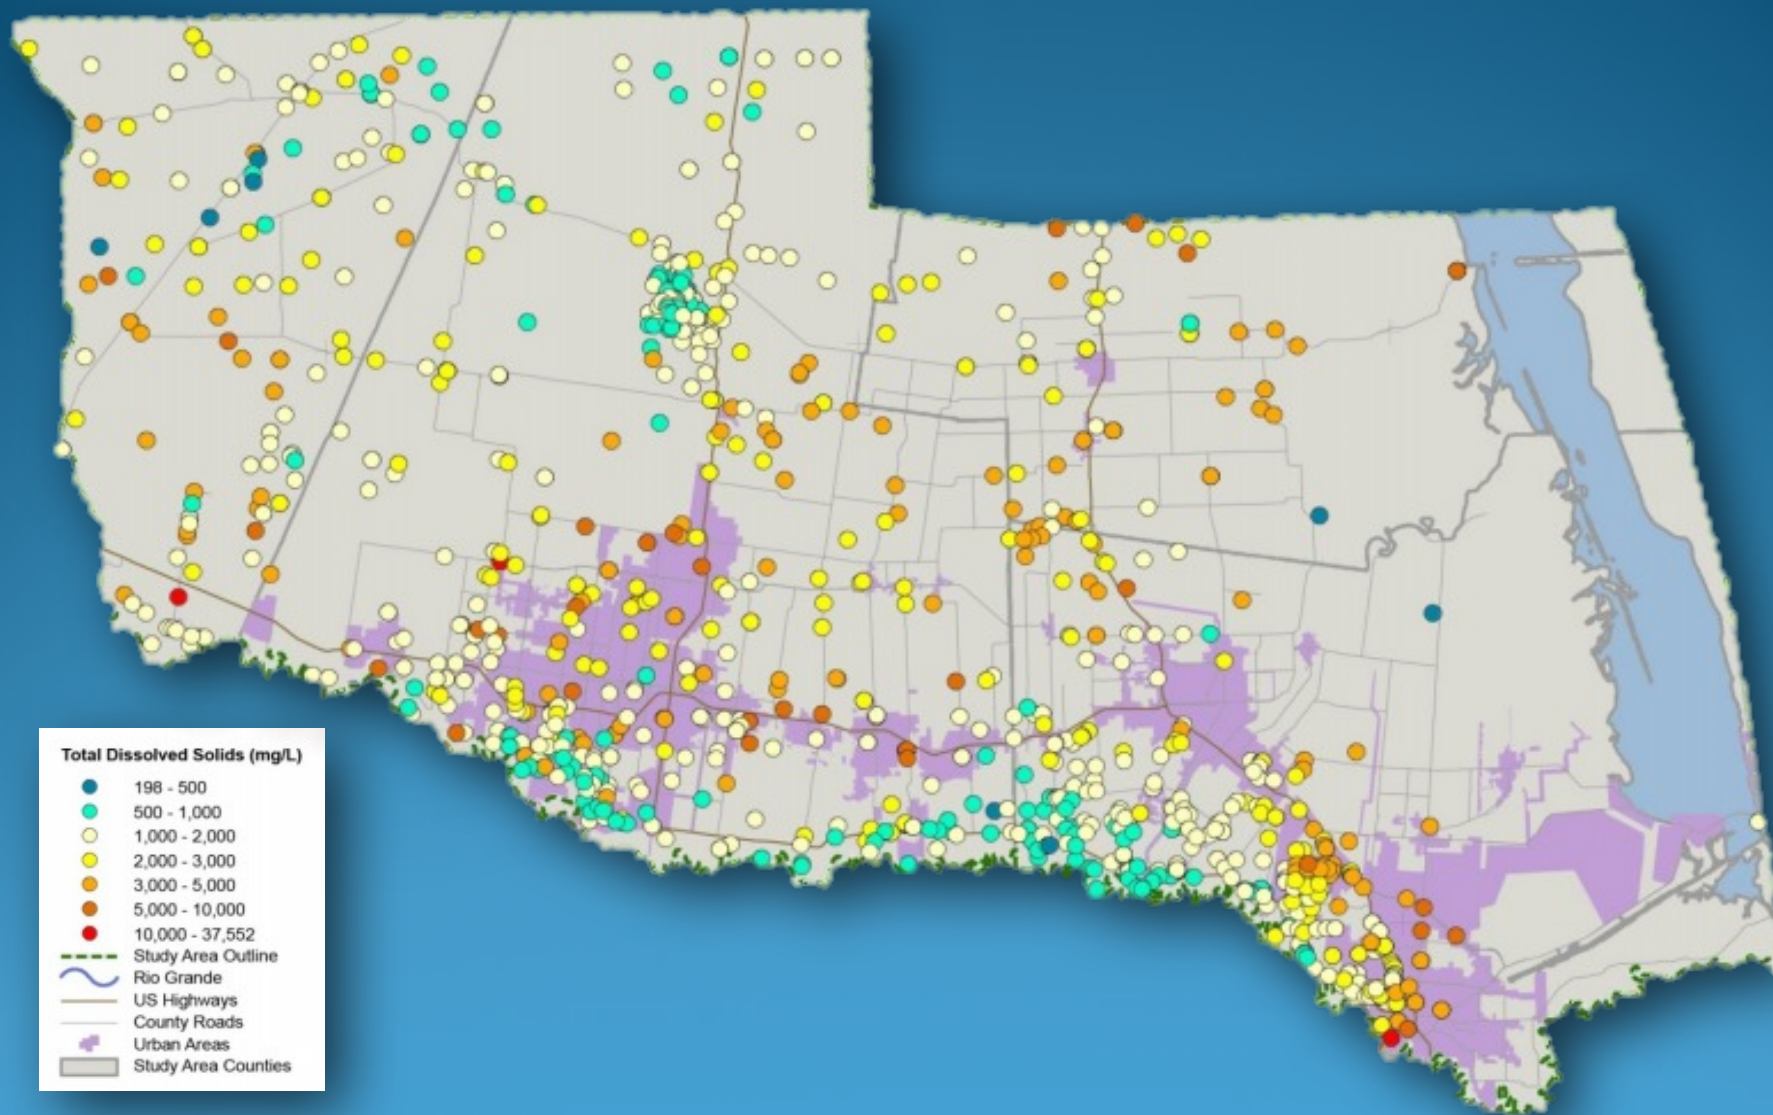 Total Dissolved Solids (mg/L)
198 - 500
500 - 1,000
1,000 - 2,000
2,000 - 3,000
3,000 - 5,000
5,000 - 10,000
10,000 - 37,552
Study Area Outline
Rio Grande
US Highways
County Roads
Urban Areas
Study Area Counties